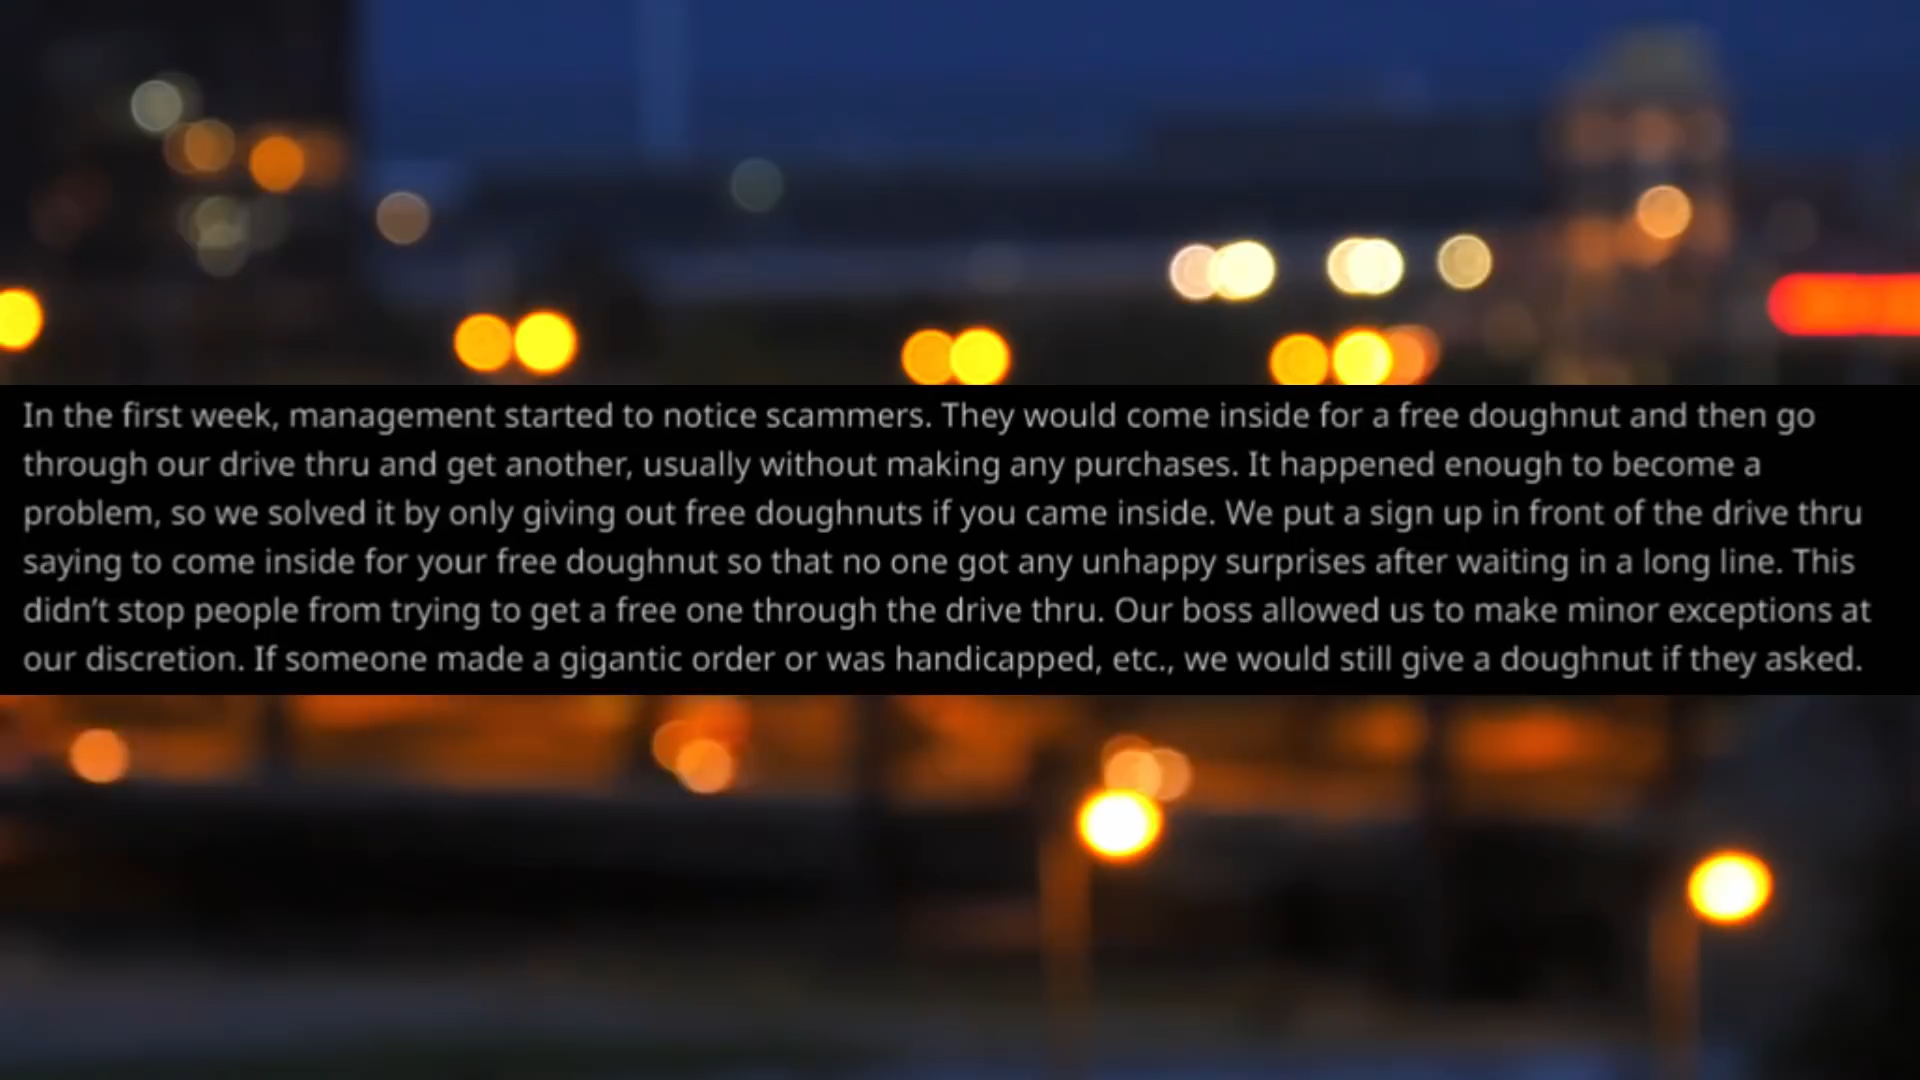 In the first week, management started to notice scammers. They would come inside for a free doughnut and then go
through our drive thru and get another, usually without making any purchases. It happened enough to become a
problem, so we solved it by only giving out free doughnuts if you came inside. We put a sign up in front of the drive thru
saying to come inside for your free doughnut so that no one got any unhappy surprises after waiting in a long line. This
didn’t stop people from trying to get a free one through the drive thru. Our boss allowed us to make minor exceptions at
our discretion. If someone made a gigantic order or was handicapped, etc., we would still give a doughnut if they asked.